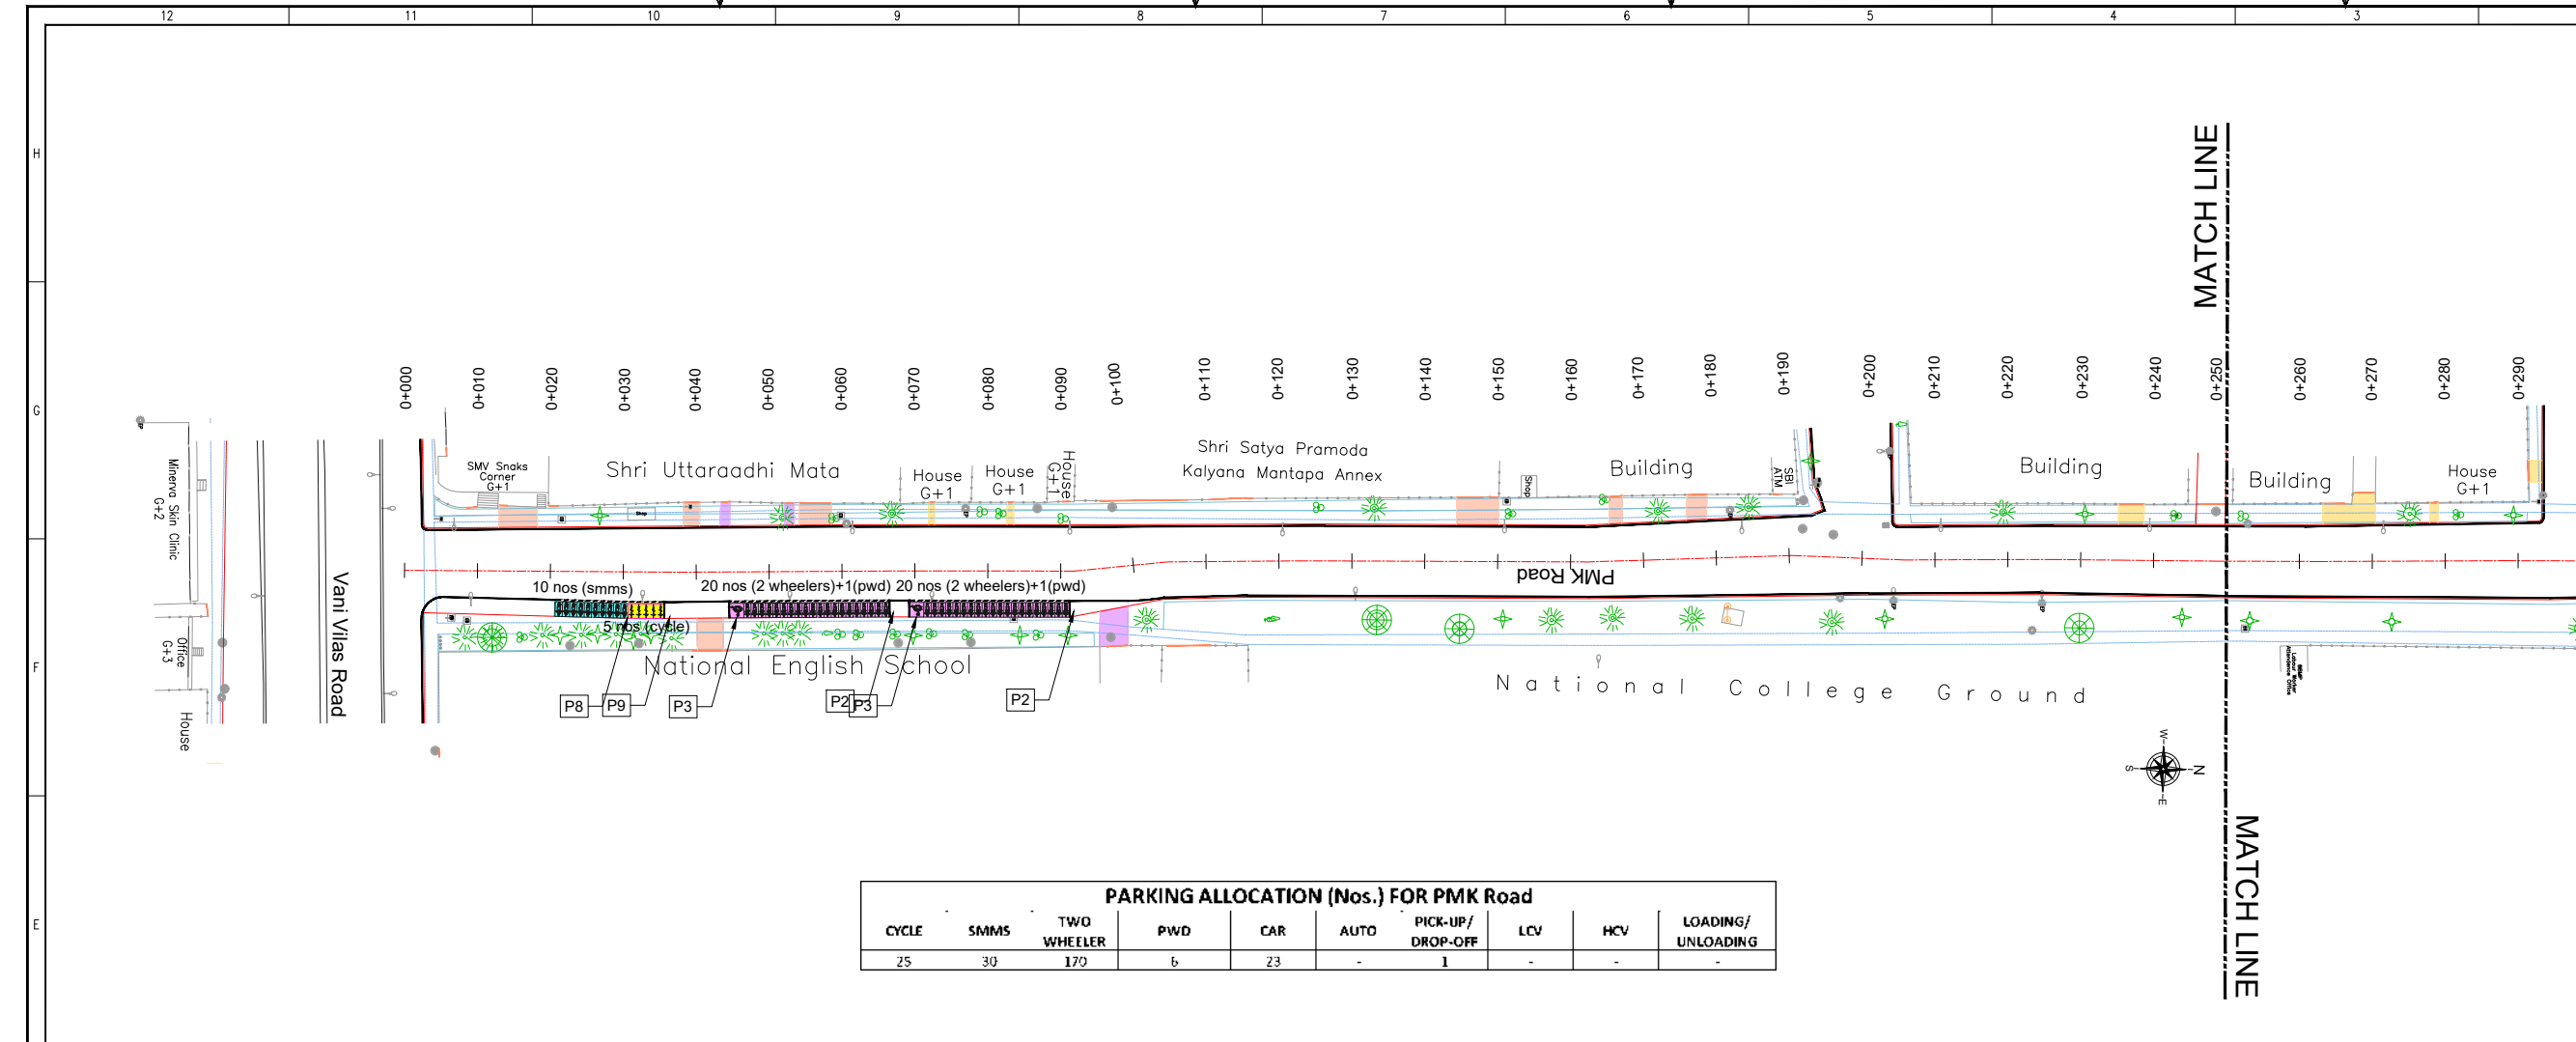 12 11 10 9 8 7 6 5 4 3
H
G
F
E
MATCH LINE
0+000 0+010 0+020 0+030 0+040 0+050 0+060 0+070 0+080 0+090 0+100 0+110 0+120 0+130 0+140 0+150 0+160 0+170 0+180 0+190 0+200 0+210 0+220 0+230 0+240 0+250 0+260 0+270 0+280 0+290
Minerva Skin Clinic
G+2
Office
G+3
House
Vani Vilas Road
SMV Snaks
Corner
G+1
Shri Uttaraadhi Mata
House
G+1
House
G+1
House
G+1
Shri Satya Pramoda
Kalyana Mantapa Annex
Shop
Building
SBI
ATM
Building
Building
House
G+1
PMK Road
10 nos (smms)
20 nos (2 wheelers)+1(pwd)
20 nos (2 wheelers)+1(pwd)
5 nos (cycle)
National English School
P8
P9
P3
P2
P3
P2
National College Ground
W
S
N
E
MATCH LINE
PARKING ALLOCATION (Nos.) FOR PMK Road
CYCLE SMMS TWO WHEELER PWD CAR AUTO PICK-UP/ DROP-OFF LCV HCV LOADING/ UNLOADING
25 30 170 6 23 - 1 - - -